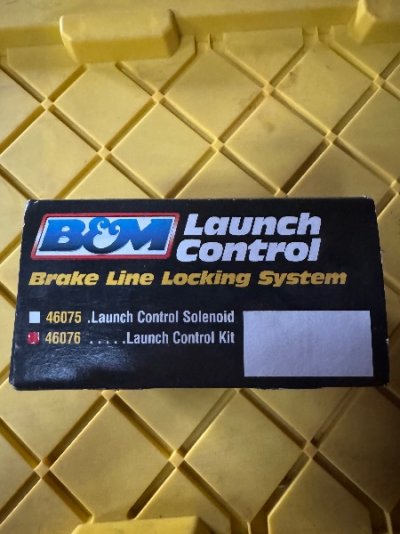 B&M Launch
Control
Brake Line Locking System
46075 .Launch Control Solenoid
46076 .....Launch Control Kit